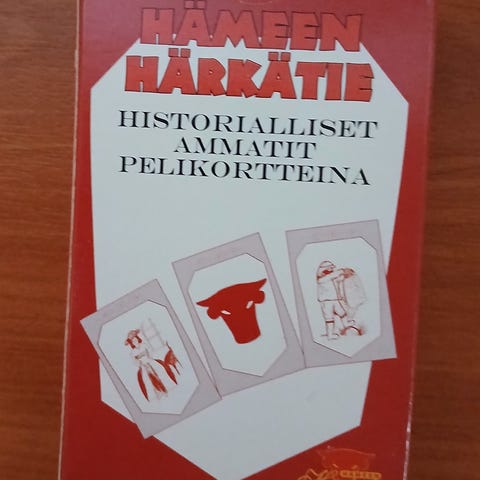 HÄMEEN
HÄRKÄTIE
HISTORIALLISET
AMMATIT
PELIKORTTEINA